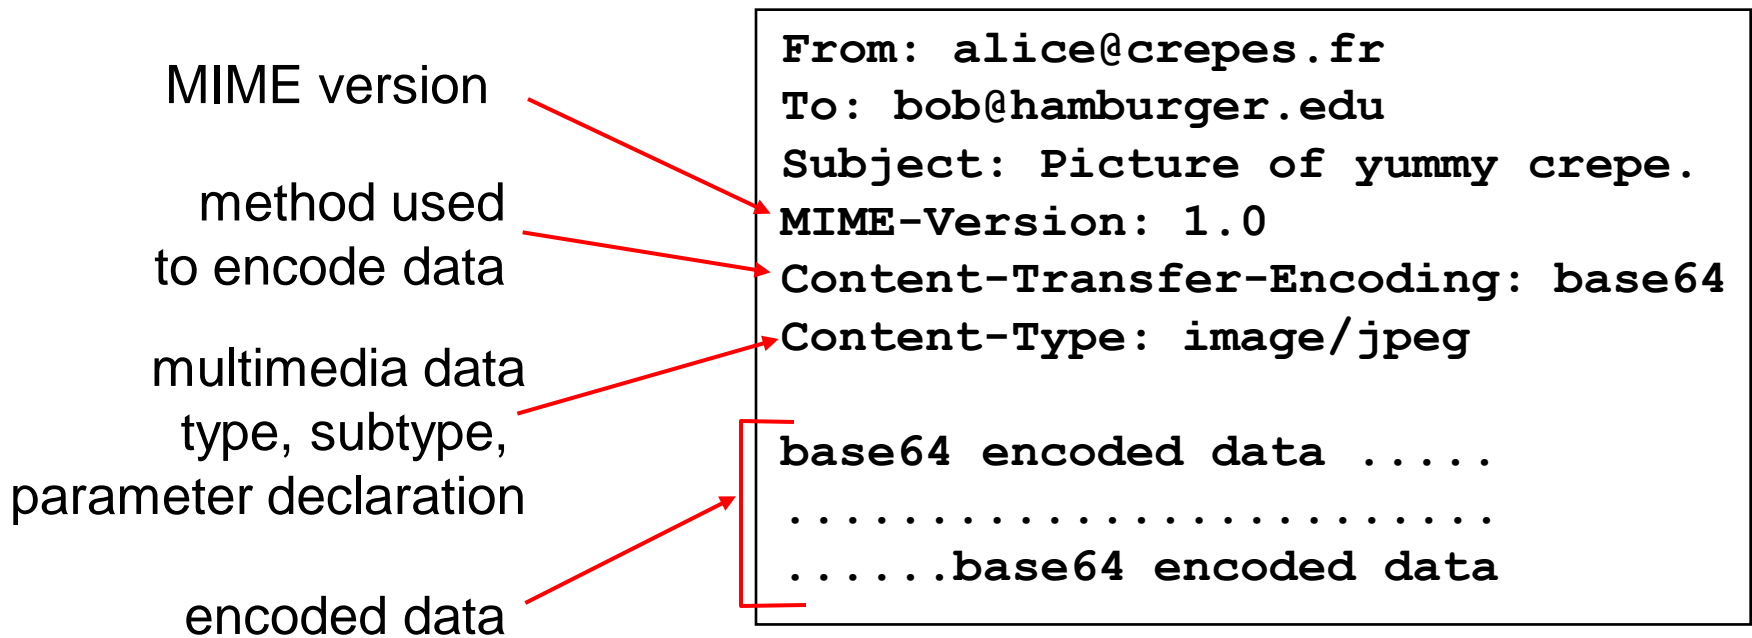 MIME version
method used
to encode data
multimedia data
type, subtype,
parameter declaration
encoded data
From: alice@crepes.fr
To: bob@hamburger.edu
Subject: Picture of yummy crepe.
MIME-Version: 1.0
Content-Transfer-Encoding: base64
Content-Type: image/jpeg
base64 encoded data .....
.........................
......base64 encoded data